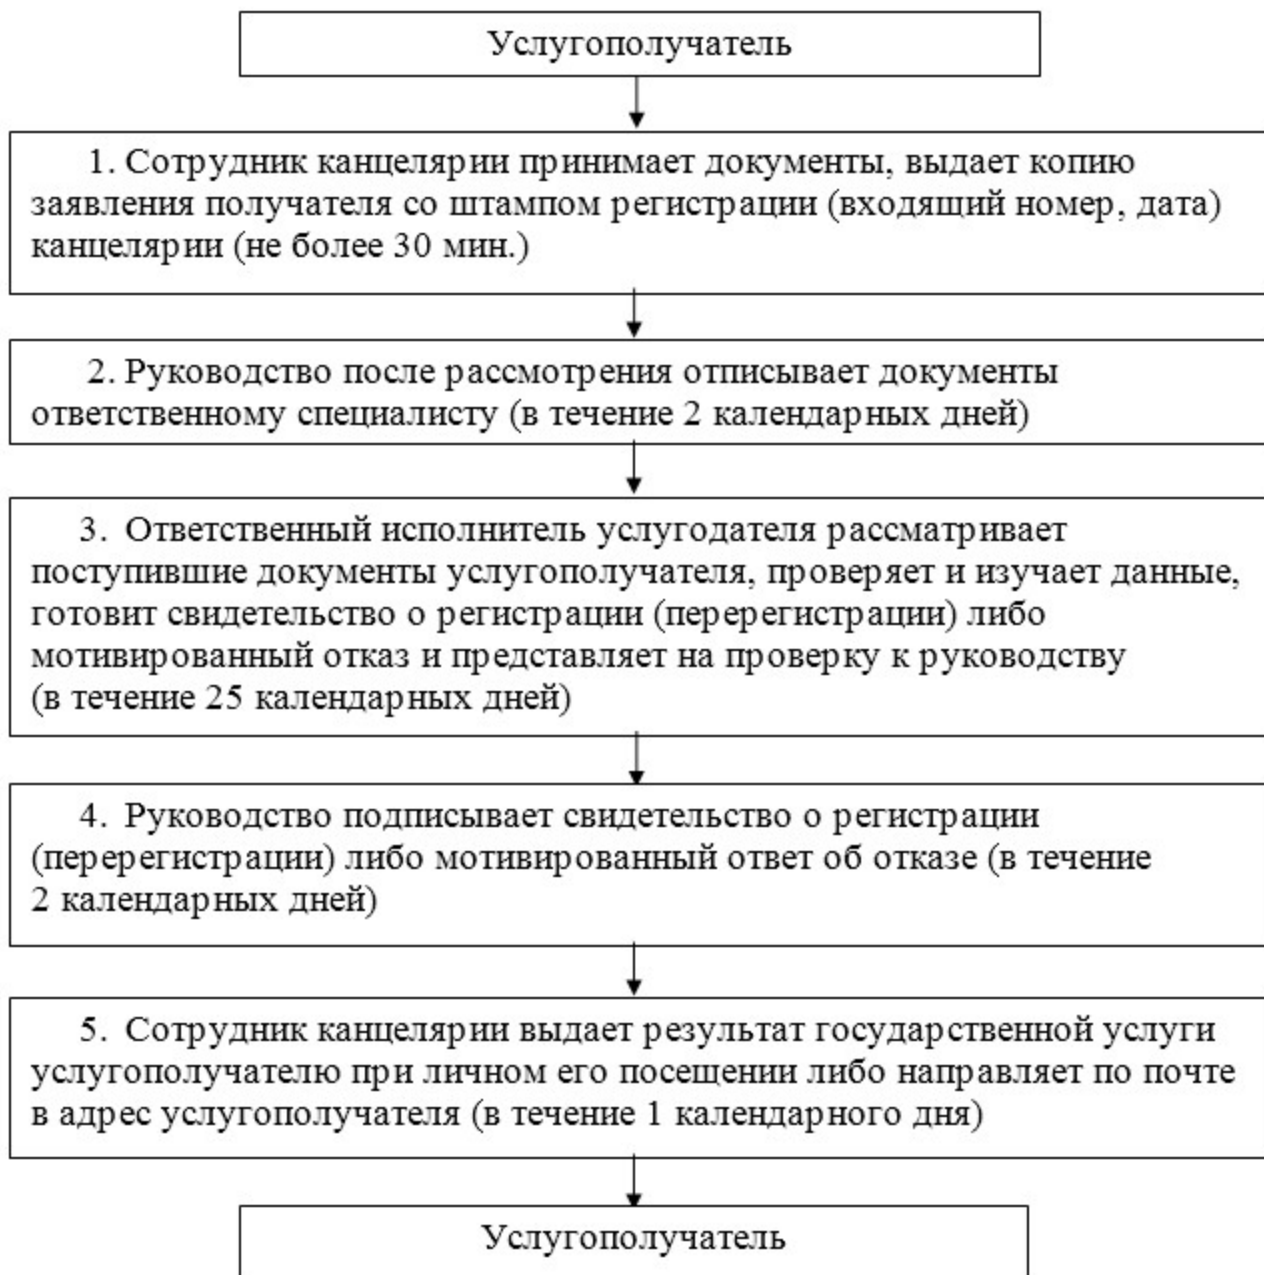 Услугополучатель
1. Сотрудник канцелярии принимает документы, выдает копию
заявления получателя со штампом регистрации (входящий номер, дата)
канцелярии (не более 30 мин.)
2. Руководство после рассмотрения отписывает документы
ответственному специалисту (в течение 2 календарных дней)
3. Ответственный исполнитель услугодателя рассматривает
поступившие документы услугополучателя, проверяет и изучает данные,
готовит свидетельство о регистрации (перерегистрации) либо
мотивированный отказ и представляет на проверку к руководству
(в течение 25 календарных дней)
4. Руководство подписывает свидетельство о регистрации
(перерегистрации) либо мотивированный ответ об отказе (в течение
2 календарных дней)
5. Сотрудник канцелярии выдает результат государственной услуги
услугополучателю при личном его посещении либо направляет по почте
в адрес услугополучателя (в течение 1 календарного дня)
Услугополучатель